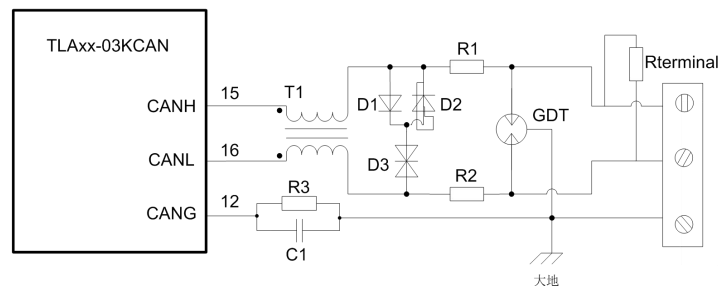 TLAxx-03KCAN
R1
Rterminal
15
T1
CANH
D1
D2
GDT
16
CANL
D3
R2
12
R3
CANG
C1
大地